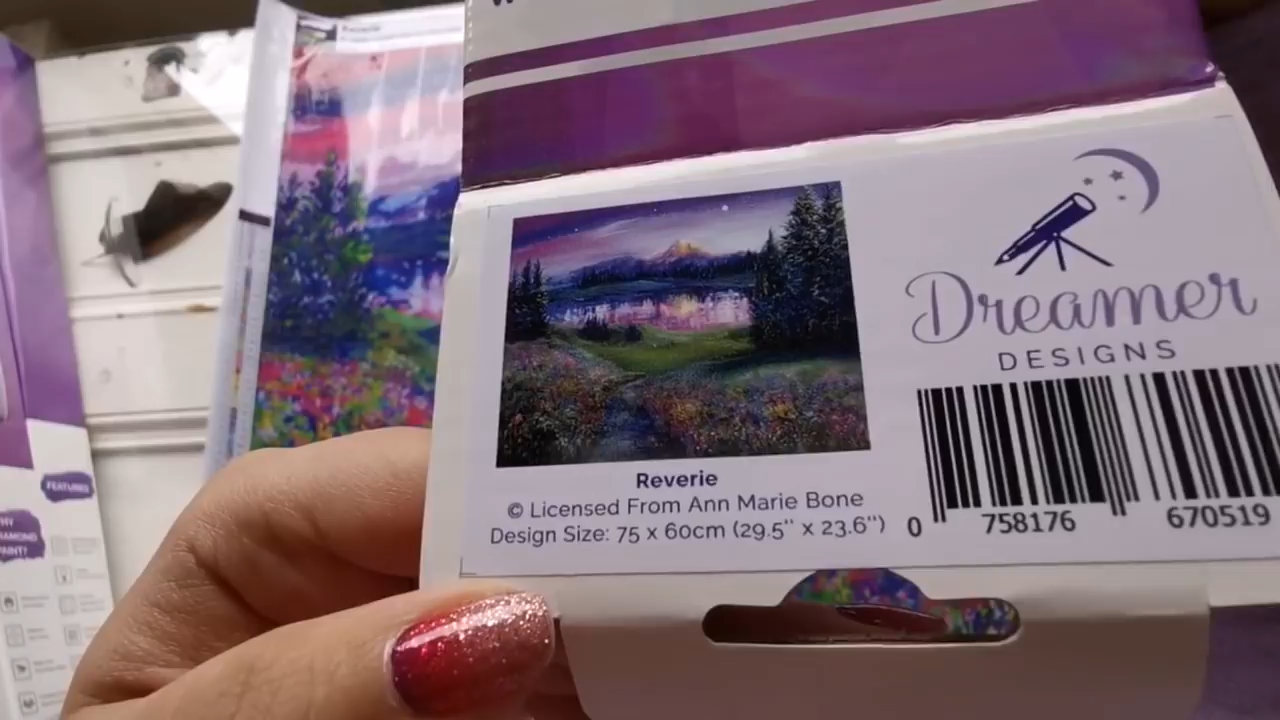 Dreamer
DESIGNS
Reverie
© Licensed From Ann Marie Bone
Design Size: 75 x 60cm (29.5'' x 23.6'')
0 758176 670519
FEATURES